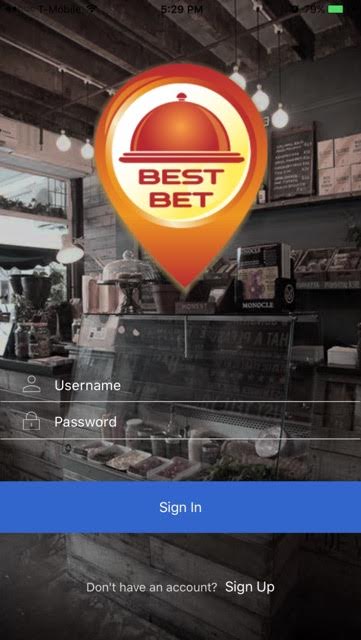 T-Mobile
5:29 PM
79%
BEST
BET
MONOCLE
Username
Password
Sign In
Don't have an account? Sign Up